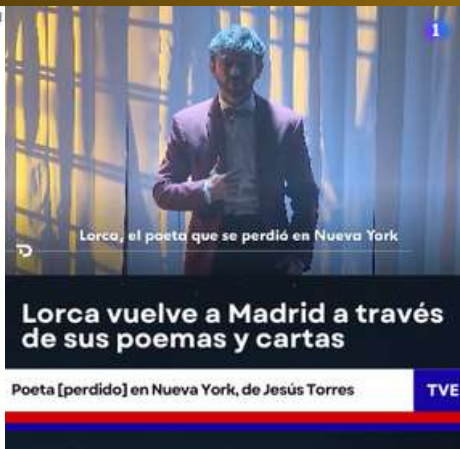 1
Lorca, el poeta que se perdió en Nueva York
Lorca vuelve a Madrid a través
de sus poemas y cartas
Poeta [perdido] en Nueva York, de Jesús Torres
TVE